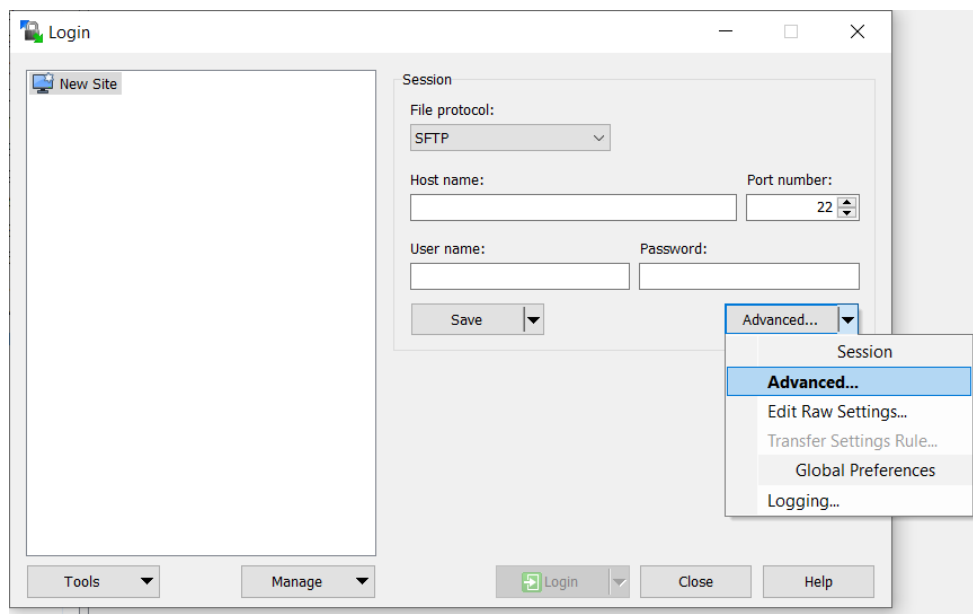 Login
New Site
Session
File protocol:
SFTP
Host name:
Port number:
22
User name:
Password:
Save
Advanced...
Session
Advanced...
Edit Raw Settings...
Transfer Settings Rule...
Global Preferences
Logging...
Tools
Manage
Login
Close
Help